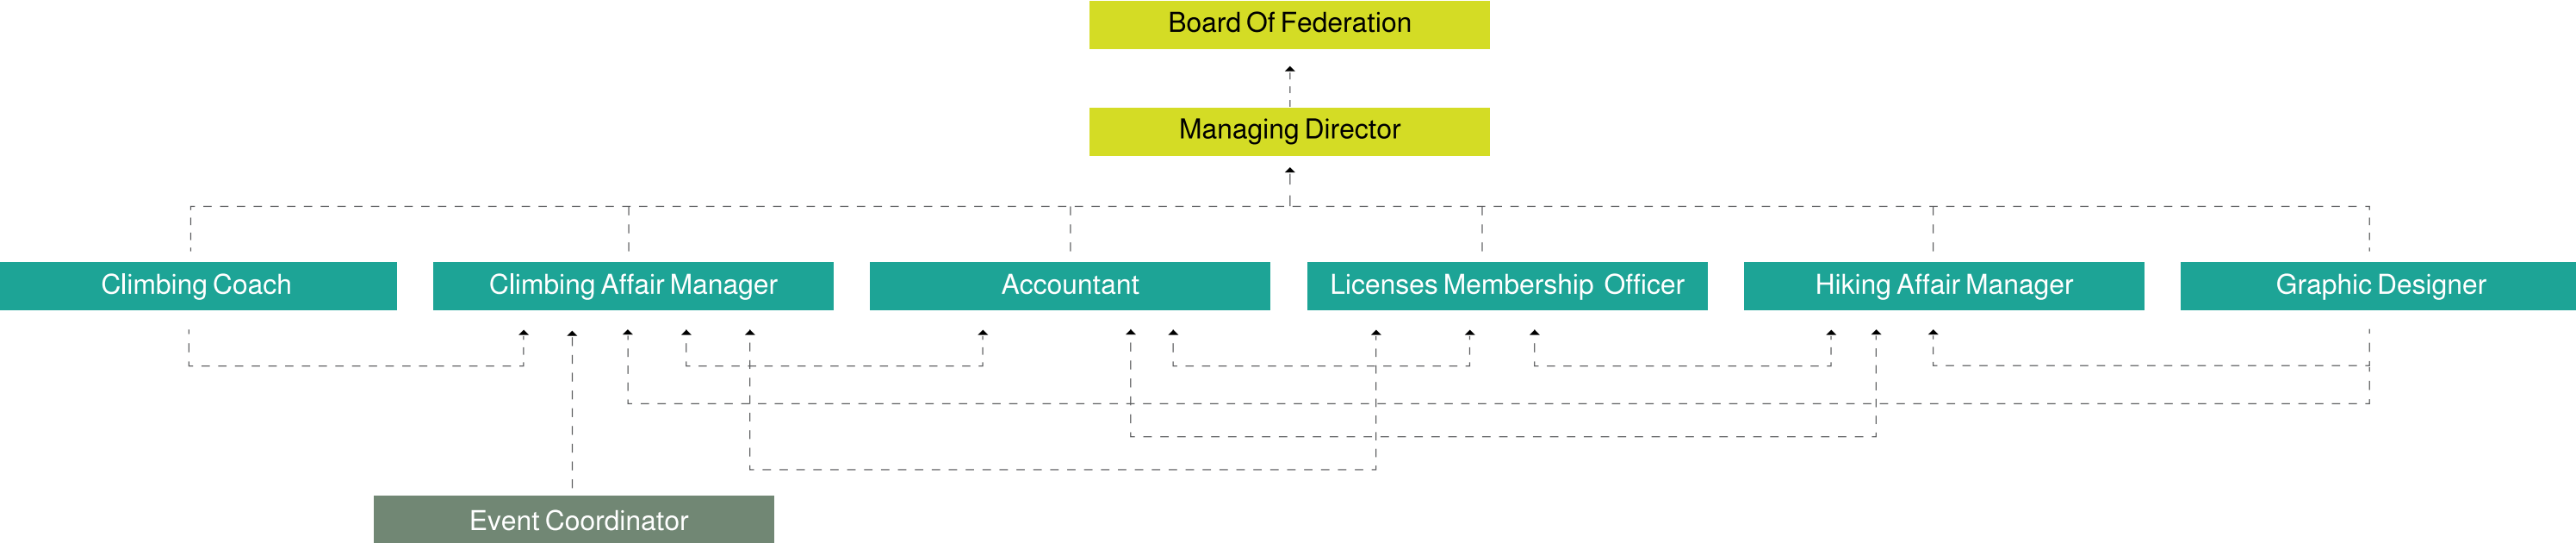 Board Of Federation
Managing Director
Climbing Coach
Climbing Affair Manager
Accountant
Licenses Membership Officer
Hiking Affair Manager
Graphic Designer
Event Coordinator